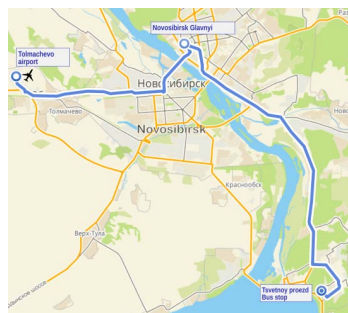 Novosibirsk Glavnyi
Tolmachevo
airport
Новосибирск
Толмачево
Novosibirsk
Краснообск
Верх-Тула
Tsvetnoy proezd
Bus stop